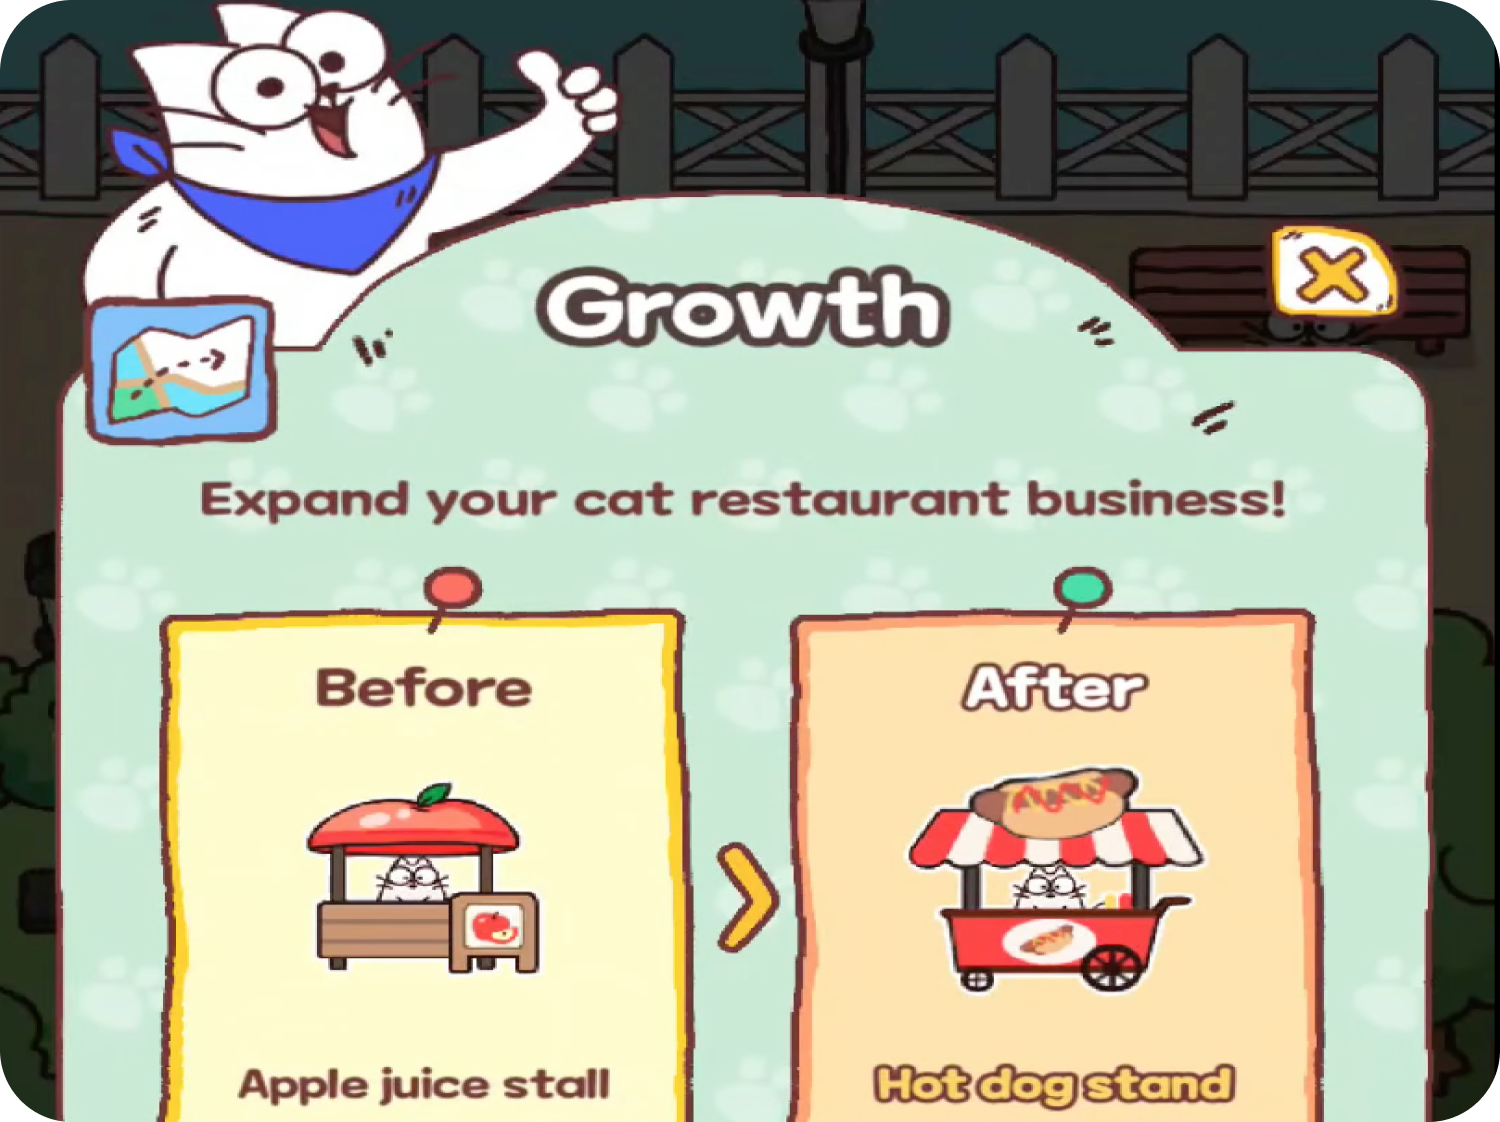 Growth
Expand your cat restaurant business!
Before
After
Apple juice stall
Hot dog stand